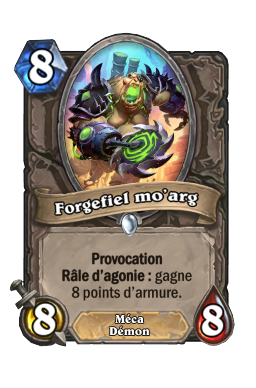 8
Forgefiel mo'arg
Provocation
Râle d'agonie : gagne
8 points d'armure.
Méca
Démon
8
8